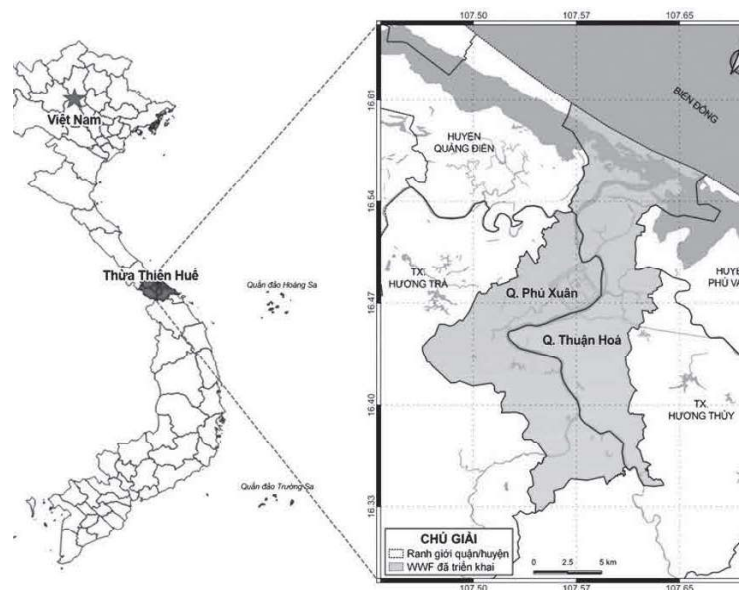 Việt Nam
Thừa Thiên Huế
Quần đảo Hoàng Sa
Quần đảo Trường Sa
107.50 107.57 107.65
16.61
16.54
16.47
16.40
16.33
BIỂN ĐÔNG
HUYỆN
QUẢNG ĐIỀN
TX.
HƯƠNG TRÀ
Q. Phú Xuân
HUYỆ
PHÚ VA
Q. Thuận Hoá
TX.
HƯƠNG THỦY
CHÚ GIẢI
Ranh giới quận/huyện
WWF đã triển khai
0 2.5 5 km
107.50 107.57 107.65